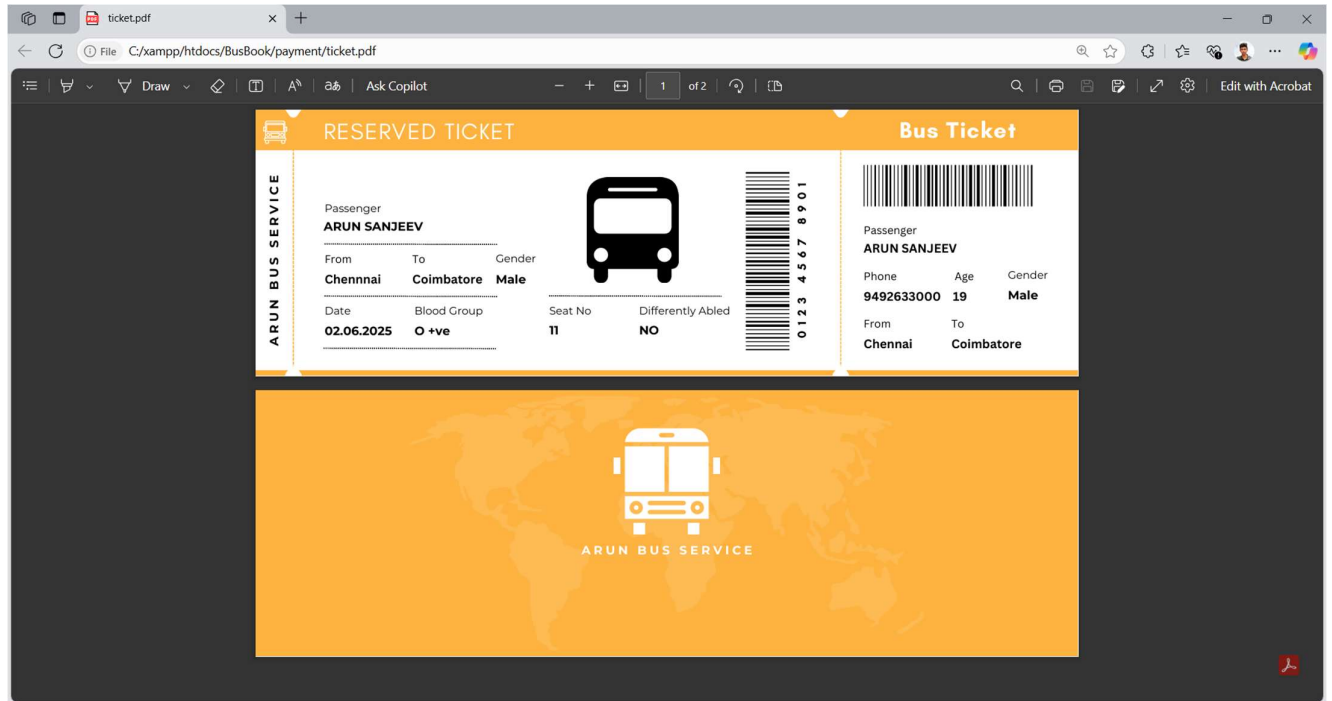 ticket.pdf
File C:/xampp/htdocs/BusBook/payment/ticket.pdf
Draw
aあ
Ask Copilot
1 of 2
Edit with Acrobat
RESERVED TICKET
Bus Ticket
ARUN BUS SERVICE
Passenger
ARUN SANJEEV
From To Gender
Chennnai Coimbatore Male
Date Blood Group Seat No Differently Abled
02.06.2025 O +ve 11 NO
0123 4567 8901
Passenger
ARUN SANJEEV
Phone Age Gender
9492633000 19 Male
From To
Chennai Coimbatore
ARUN BUS SERVICE